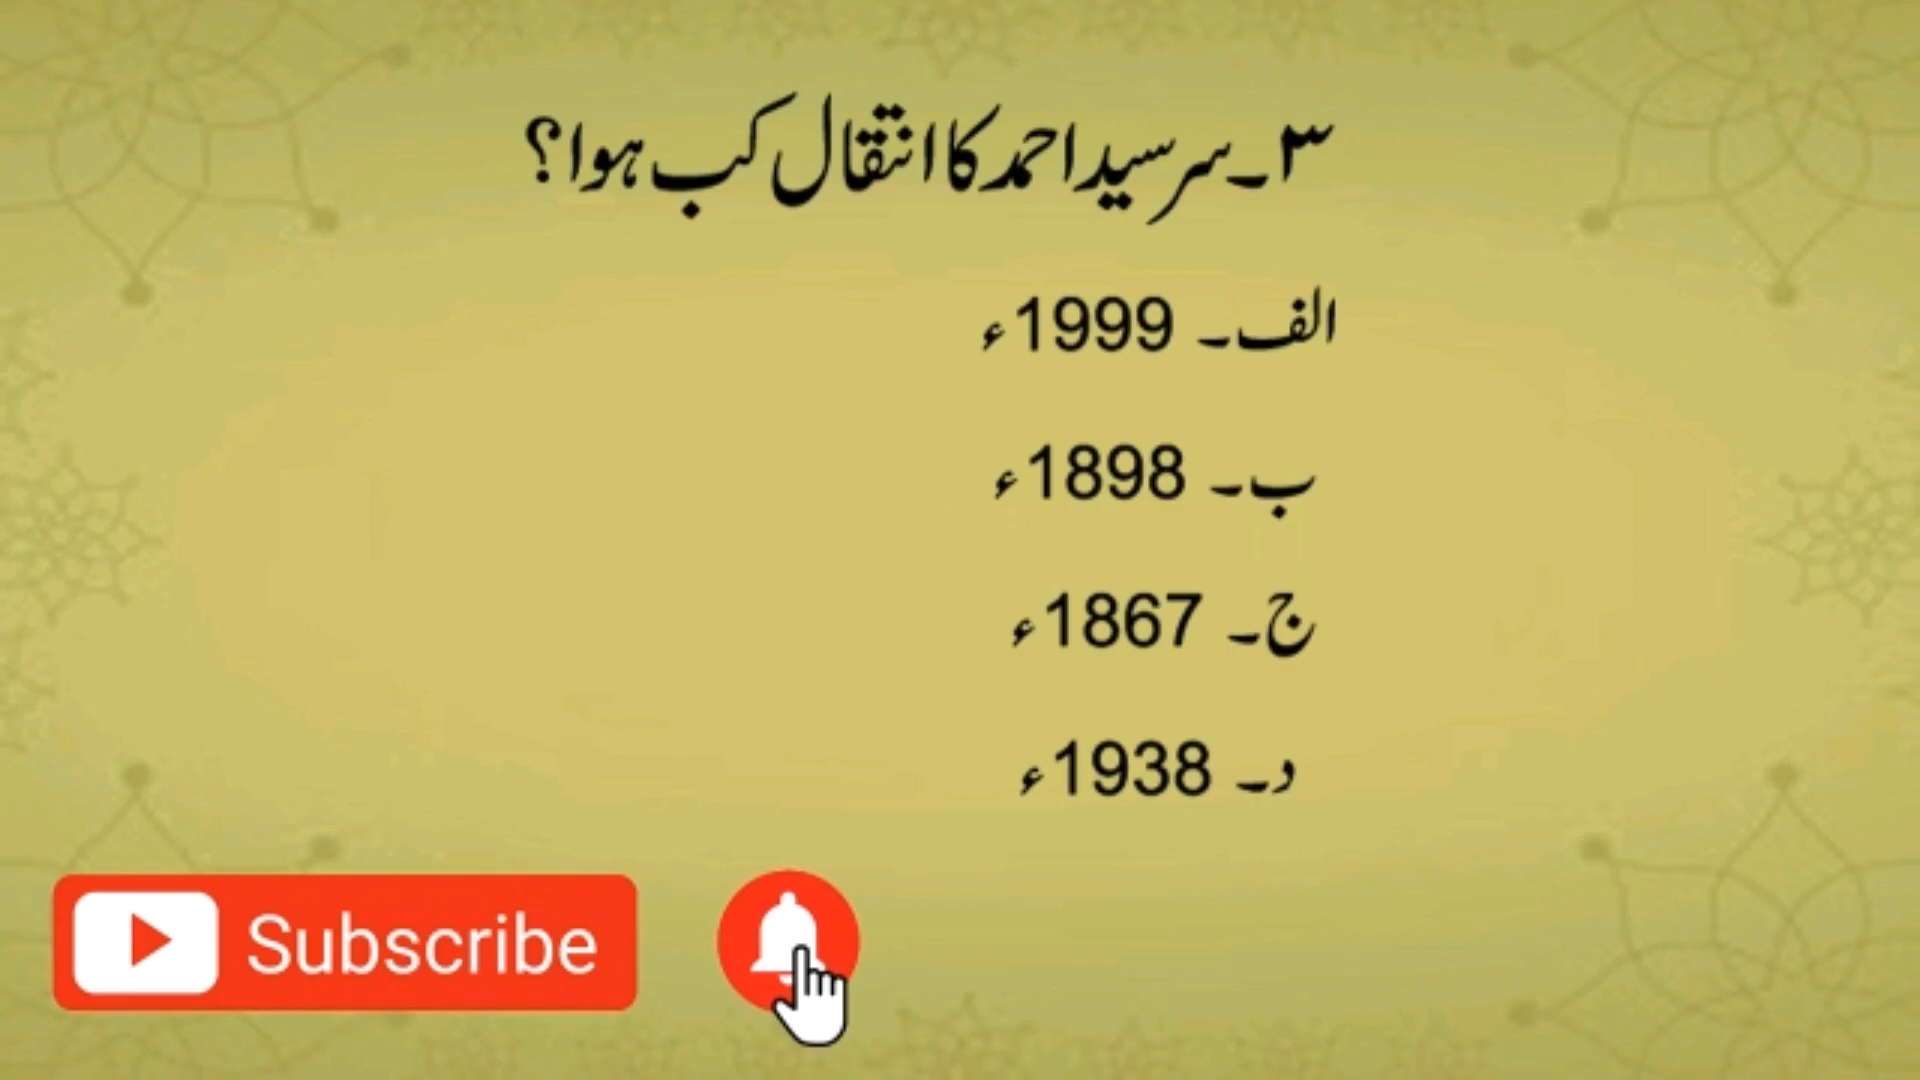 ۳۔سرسید احمد کا انتقال کب ہوا؟
الف۔ 1999ء
ب۔ 1898ء
ج۔ 1867ء
د۔ 1938ء
Subscribe